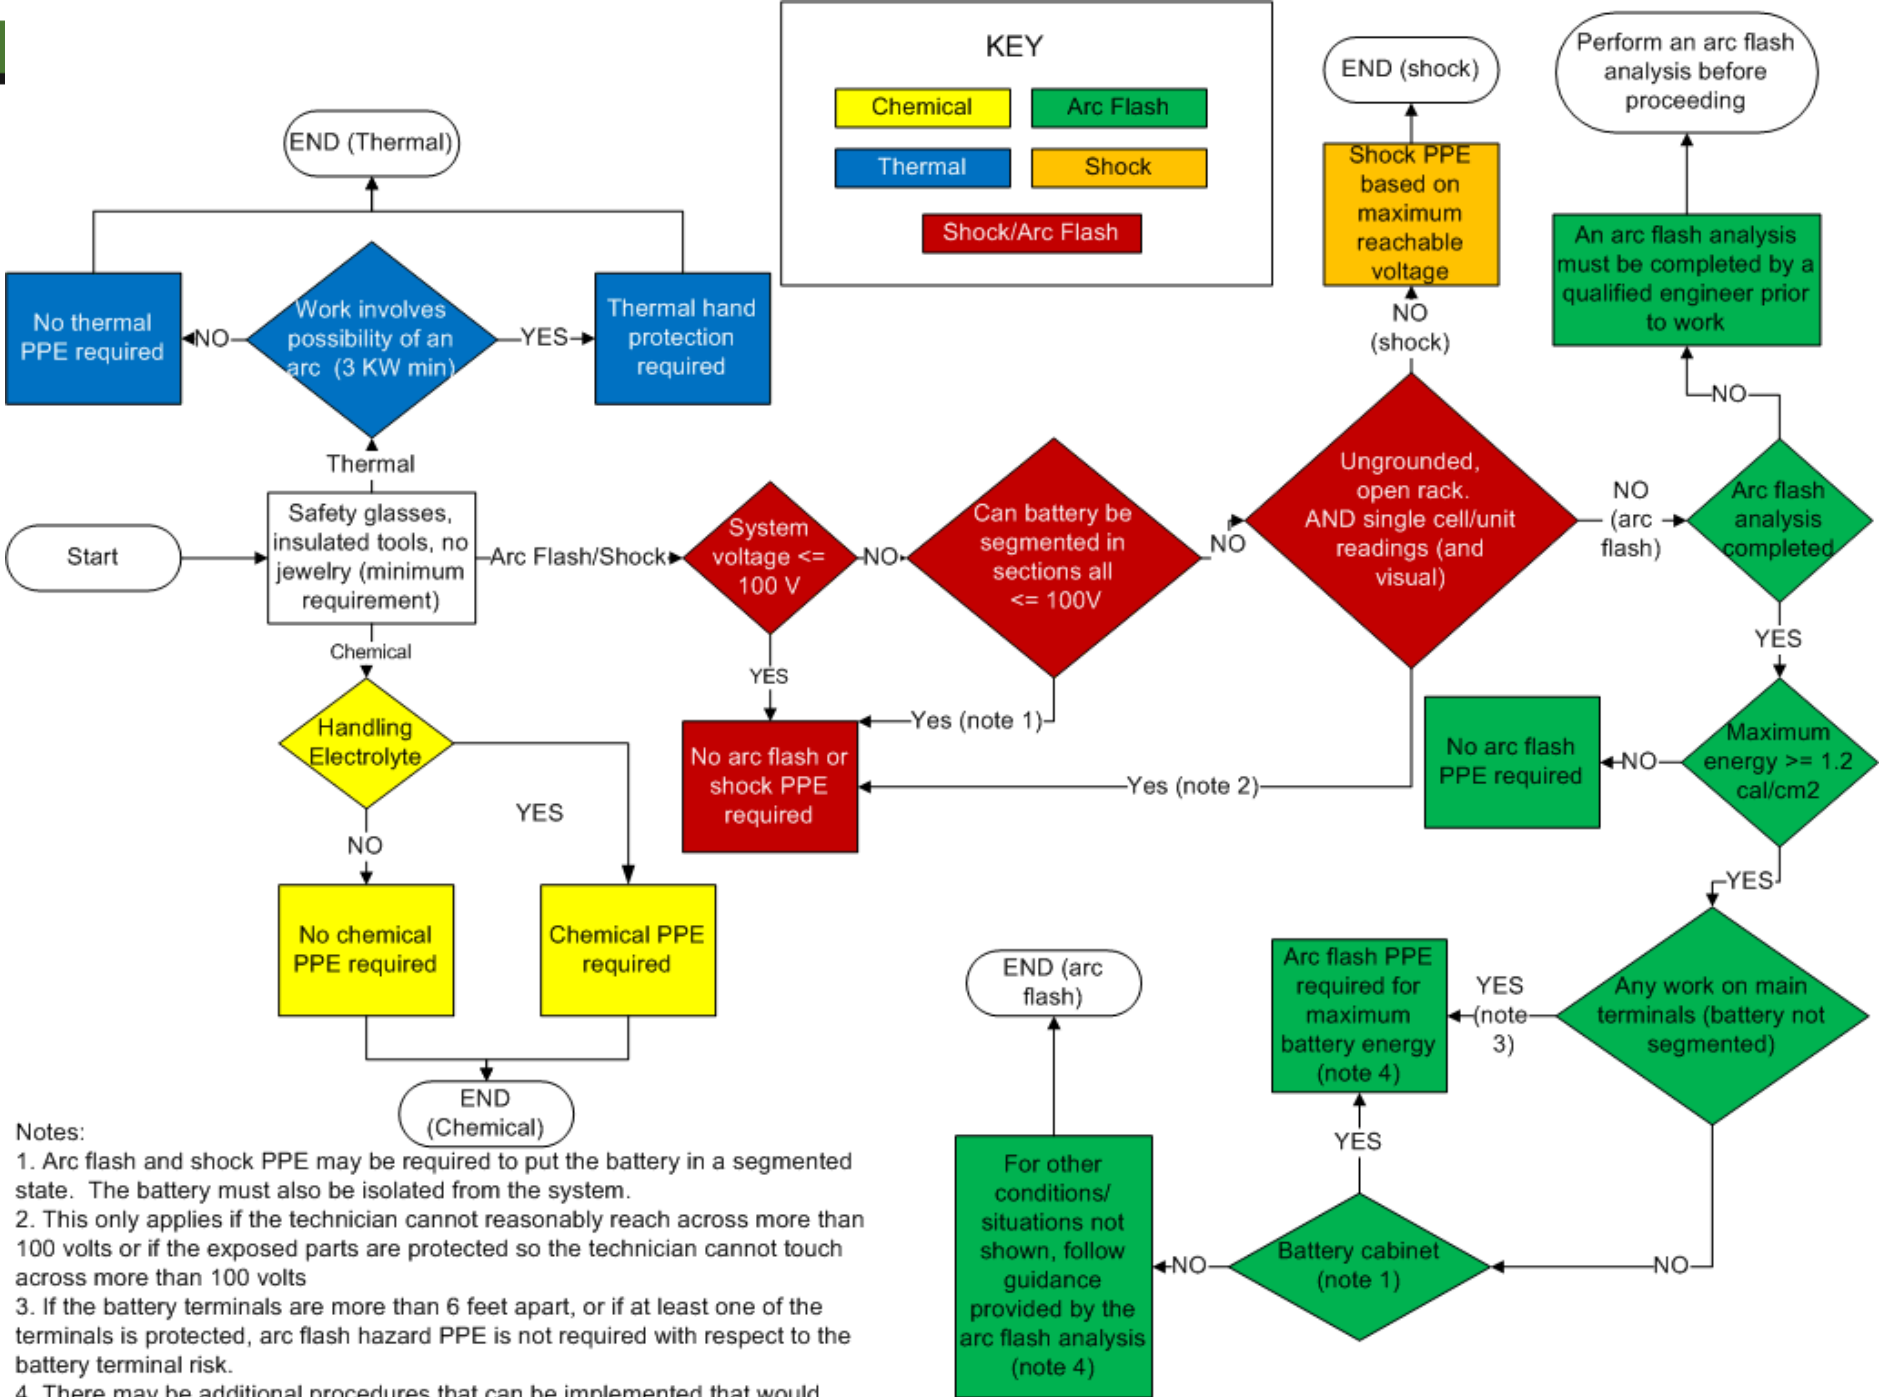 KEY
Chemical
Arc Flash
Thermal
Shock
Shock/Arc Flash
END (Thermal)
No thermal
PPE required
NO
Work involves
possibility of an
arc (3 KW min)
YES
Thermal hand
protection
required
Thermal
Start
Safety glasses,
insulated tools, no
jewelry (minimum
requirement)
Arc Flash/Shock
Chemical
Handling
Electrolyte
YES
NO
No chemical
PPE required
Chemical PPE
required
END
(Chemical)
System
voltage <=
100 V
NO
YES
Can battery be
segmented in
sections all
<= 100V
NO
Yes (note 1)
No arc flash or
shock PPE
required
Yes (note 2)
Ungrounded,
open rack.
AND single cell/unit
readings (and
visual)
NO
(shock)
Shock PPE
based on
maximum
reachable
voltage
END (shock)
NO
(arc
flash)
Arc flash
analysis
completed
NO
An arc flash analysis
must be completed by a
qualified engineer prior
to work
Perform an arc flash
analysis before
proceeding
YES
Maximum
energy >= 1.2
cal/cm2
NO
No arc flash
PPE required
YES
Any work on main
terminals (battery not
segmented)
YES
(note
3)
Arc flash PPE
required for
maximum
battery energy
(note 4)
NO
Battery cabinet
(note 1)
YES
NO
For other
conditions/
situations not
shown, follow
guidance
provided by the
arc flash analysis
(note 4)
END (arc
flash)
Notes:
1. Arc flash and shock PPE may be required to put the battery in a segmented
state. The battery must also be isolated from the system.
2. This only applies if the technician cannot reasonably reach across more than
100 volts or if the exposed parts are protected so the technician cannot touch
across more than 100 volts
3. If the battery terminals are more than 6 feet apart, or if at least one of the
terminals is protected, arc flash hazard PPE is not required with respect to the
battery terminal risk.
4. There may be additional procedures that can be implemented that would